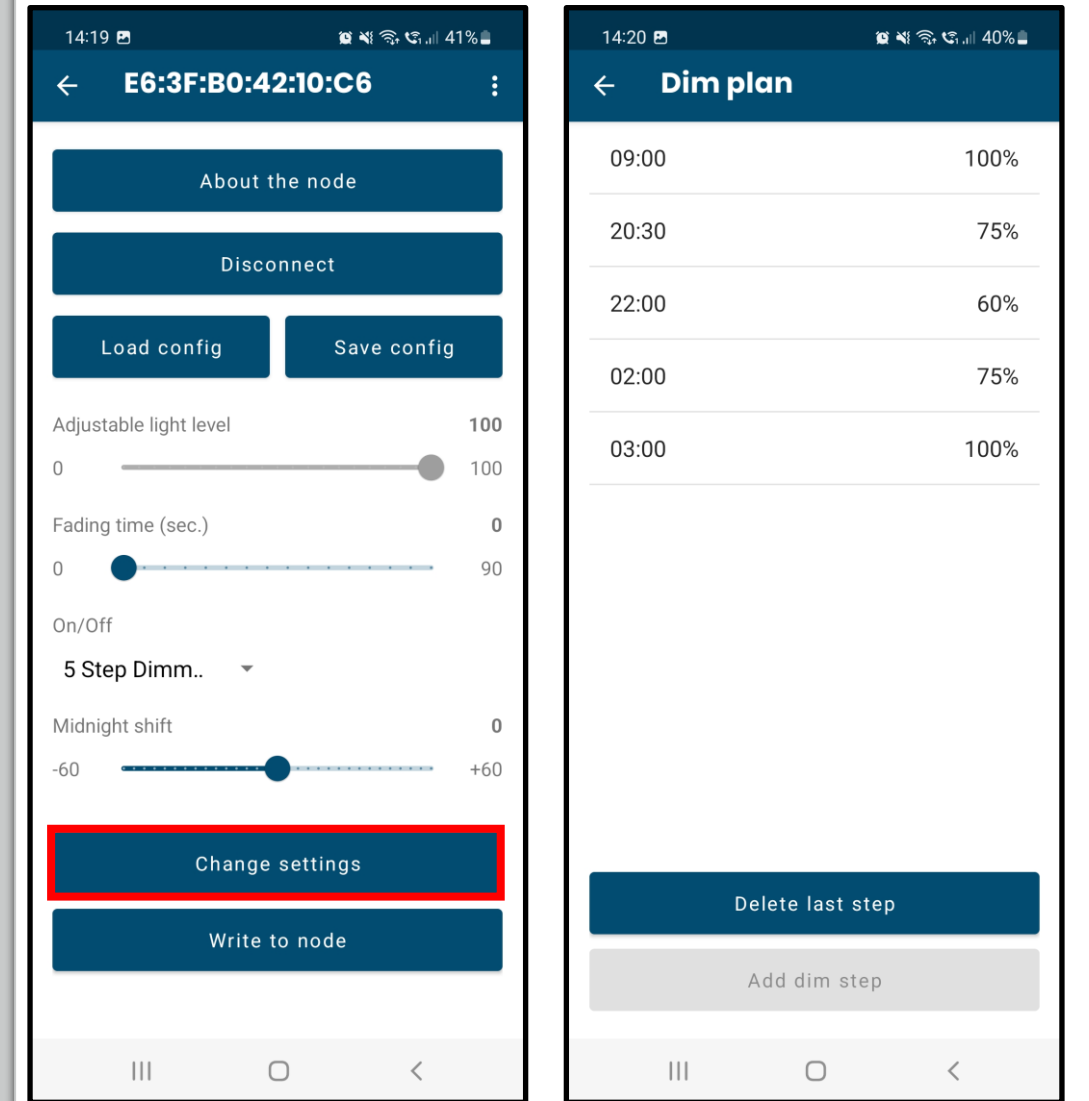 14:19 41%
E6:3F:B0:42:10:C6
About the node
Disconnect
Load config Save config
Adjustable light level 100
0 100
Fading time (sec.) 0
0 90
On/Off
5 Step Dimm..
Midnight shift 0
-60 +60
Change settings
Write to node
14:20 40%
Dim plan
09:00 100%
20:30 75%
22:00 60%
02:00 75%
03:00 100%
Delete last step
Add dim step